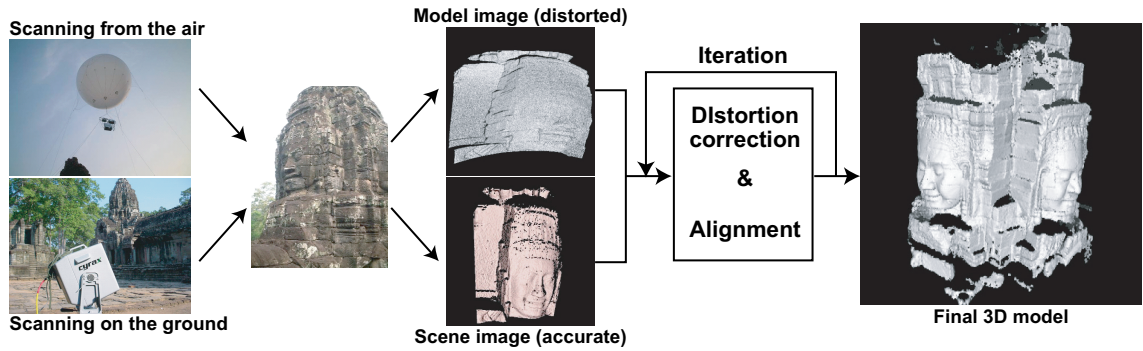 Scanning from the air
cyrax
Scanning on the ground
Model image (distorted)
Scene image (accurate)
Iteration
DIstortion
correction
&
Alignment
Final 3D model